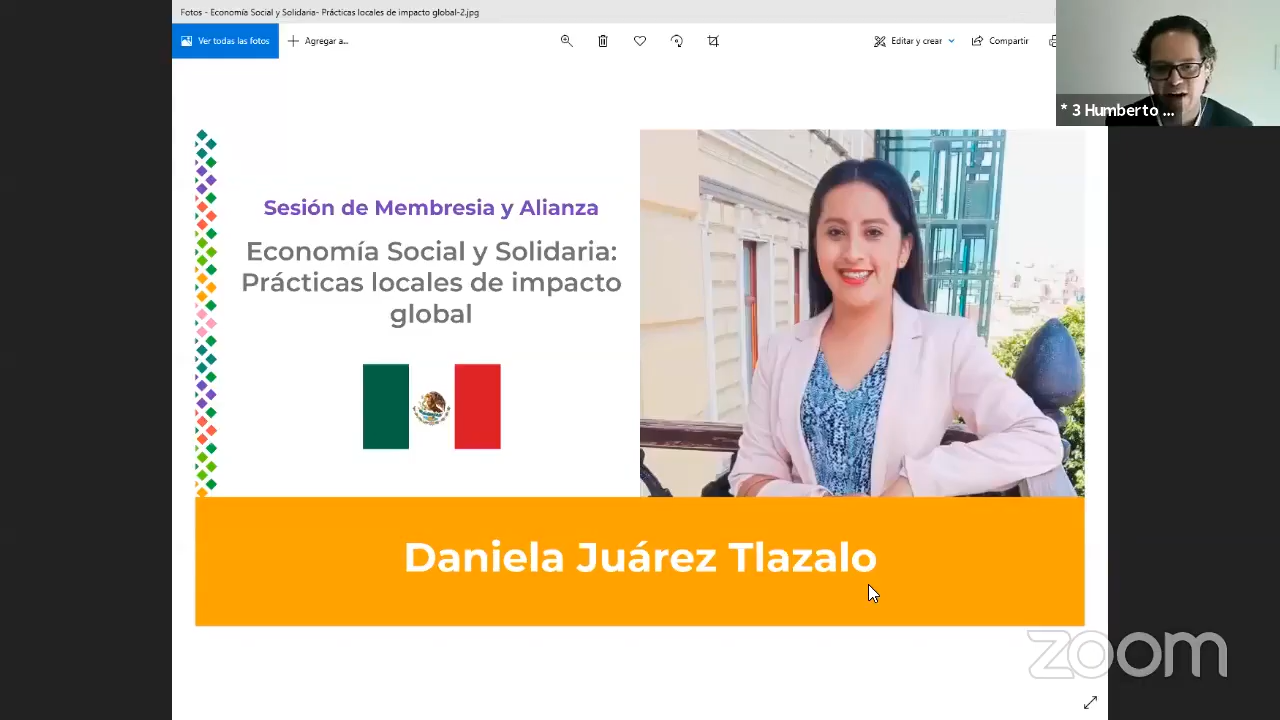 Fotos - Economía Social y Solidaria- Prácticas locales de impacto global-2.jpg
Ver todas las fotos
Agregar a...
Editar y crear
Compartir
* 3 Humberto ...
Sesión de Membresia y Alianza
Economía Social y Solidaria:
Prácticas locales de impacto
global
Daniela Juárez Tlazalo
zoom